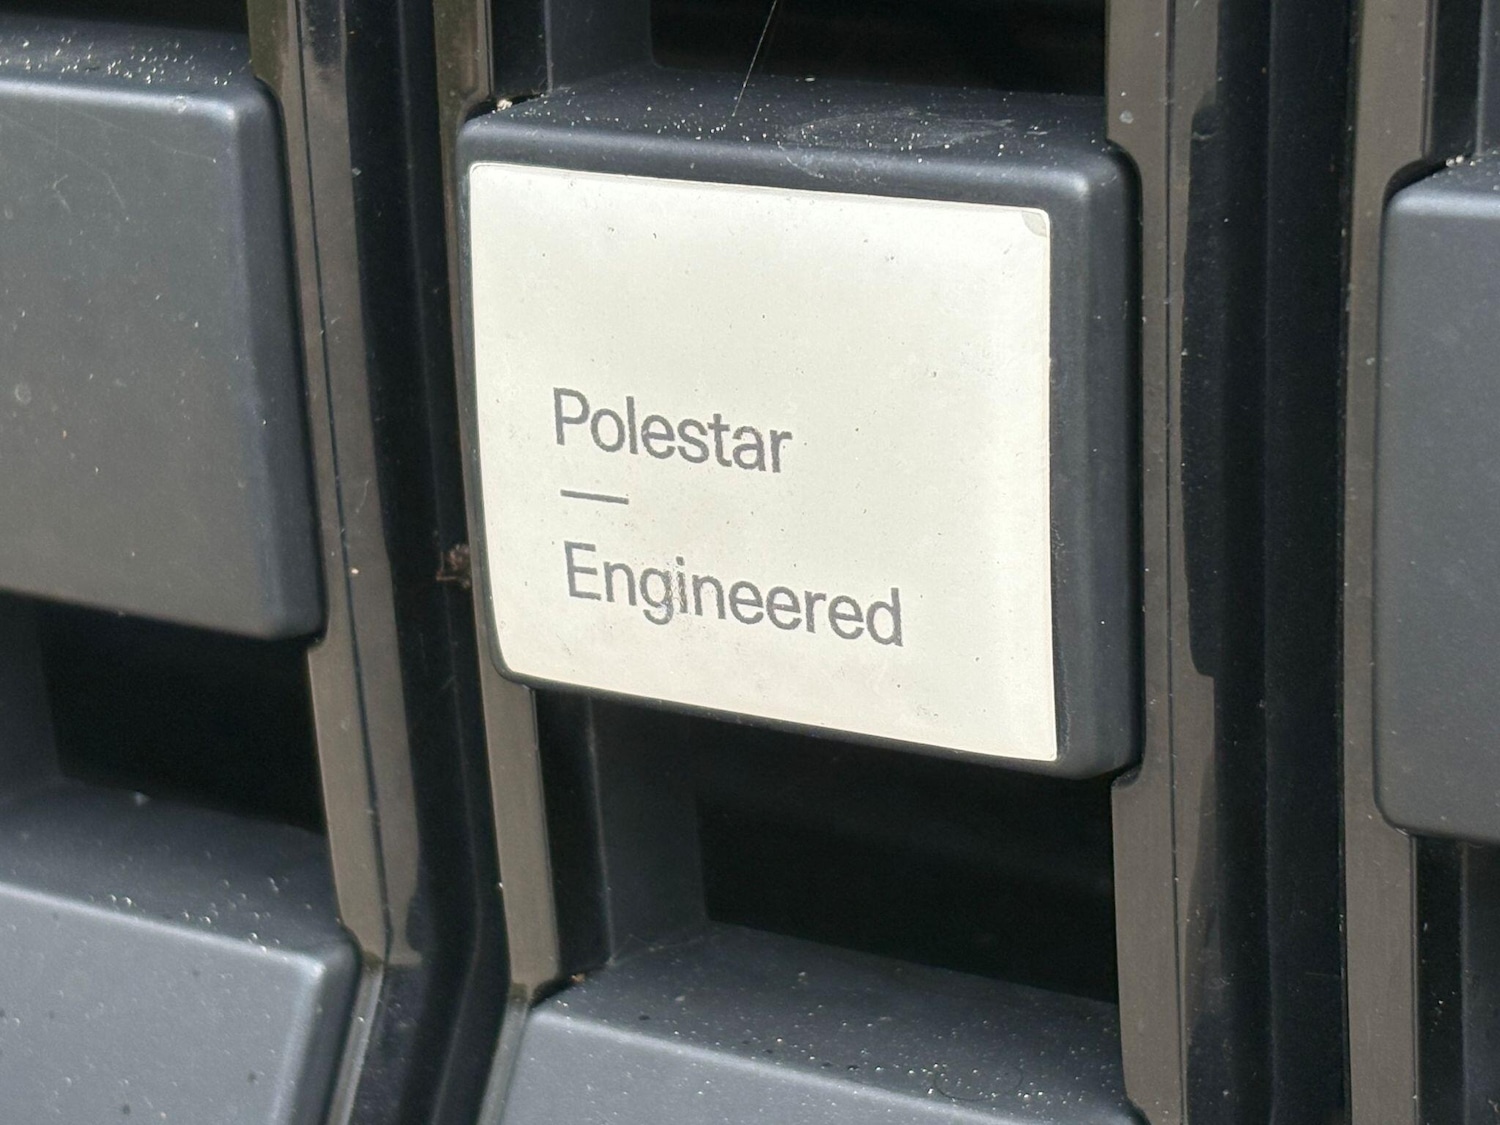 Polestar
—
Engineered